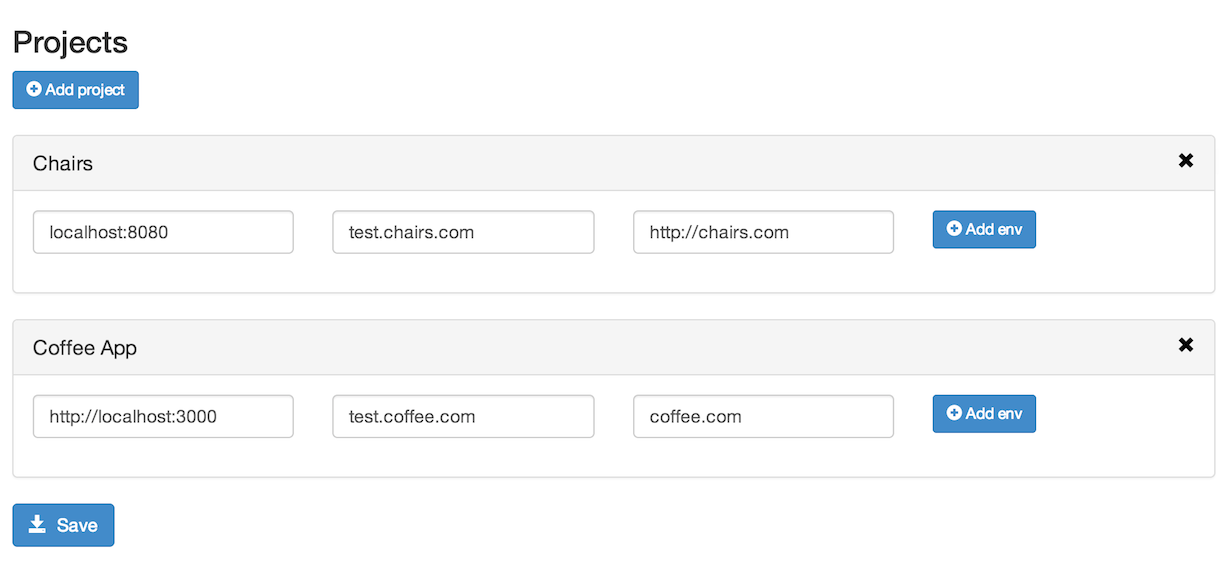 Projects
Add project
Chairs
localhost:8080 test.chairs.com http://chairs.com Add env
Coffee App
http://localhost:3000 test.coffee.com coffee.com Add env
Save